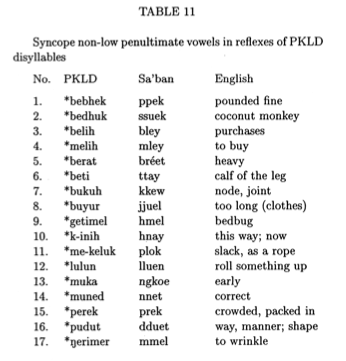 TABLE 11
Syncope non-low penultimate vowels in reflexes of PKLD
disyllables
No. PKLD Sa'ban English
1. *bebhek ppek pounded fine
2. *bedhuk ssuek coconut monkey
3. *belih bley purchases
4. *melih mley to buy
5. *berat bréet heavy
6. *beti ttay calf of the leg
7. *bukuh kkew node, joint
8. *buyur jjuel too long (clothes)
9. *getimel hmel bedbug
10. *k-inih hnay this way; now
11. *me-keluk plok slack, as a rope
12. *lulun lluen roll something up
13. *muka ngkoe early
14. *muned nnet correct
15. *perek prek crowded, packed in
16. *pudut dduet way, manner; shape
17. *ŋerimer mmel to wrinkle